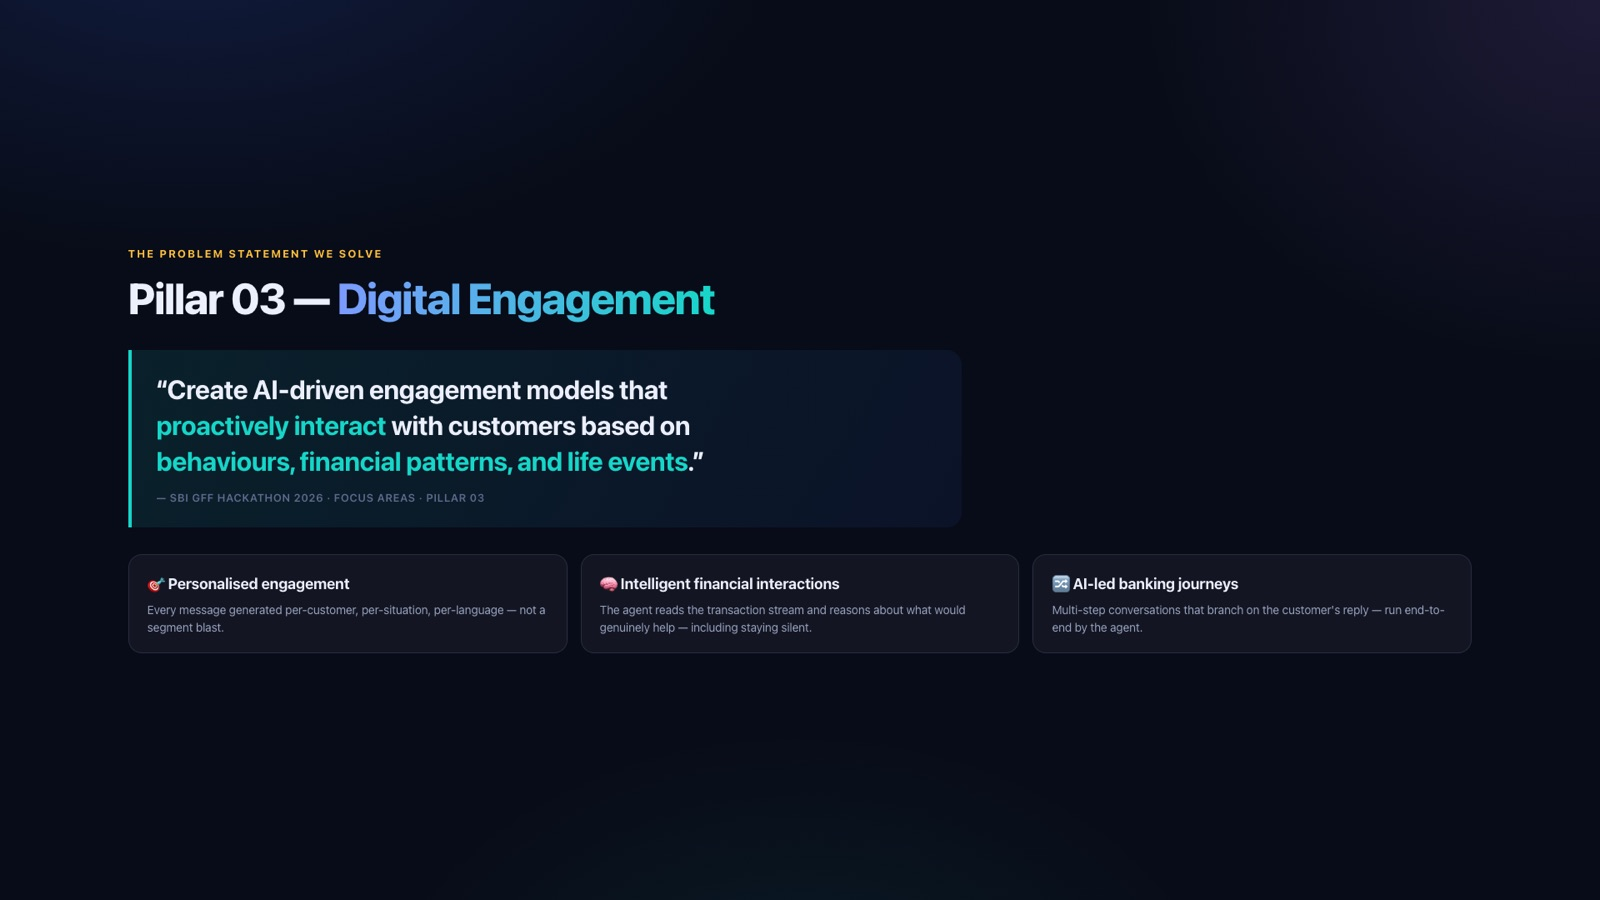 THE PROBLEM STATEMENT WE SOLVE
Pillar 03 — Digital Engagement
“Create AI-driven engagement models that
proactively interact with customers based on
behaviours, financial patterns, and life events.”
— SBI GFF HACKATHON 2026 · FOCUS AREAS · PILLAR 03
🎯 Personalised engagement
Every message generated per-customer, per-situation, per-language — not a
segment blast.
🧠 Intelligent financial interactions
The agent reads the transaction stream and reasons about what would
genuinely help — including staying silent.
🔀 AI-led banking journeys
Multi-step conversations that branch on the customer's reply — run end-to-
end by the agent.